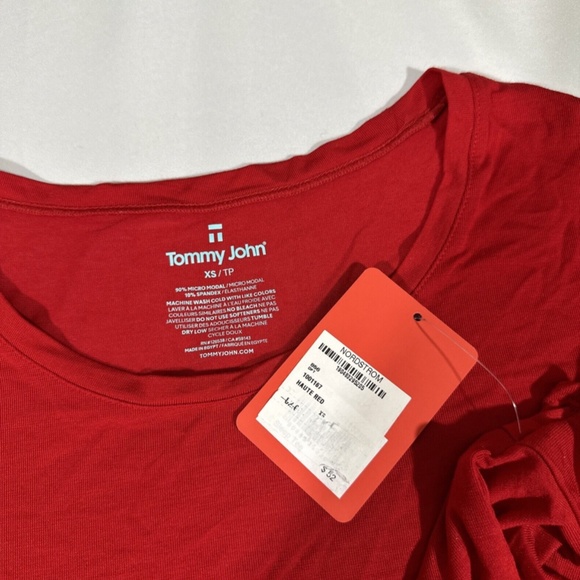 Tommy John®
XS / TP
90% MICRO MODAL / MICRO MODAL
10% SPANDEX / ÉLASTHANNE
MACHINE WASH COLD WITH LIKE COLORS
LAVER À LA MACHINE À L'EAU FROIDE AVEC
COULEURS SIMILAIRES NO BLEACH NE PAS
JAVELLISER DO NOT USE SOFTENERS NE PAS
UTILISER DES ADOUCISSEURS TUMBLE
DRY LOW SÉCHER À LA MACHINE
CYCLE DOUX
MADE IN EGYPT / FABRIQUÉ EN ÉGYPTE
TOMMYJOHN.COM
NORDSTROM
1001187
HAUTE RED
XS
$ 52